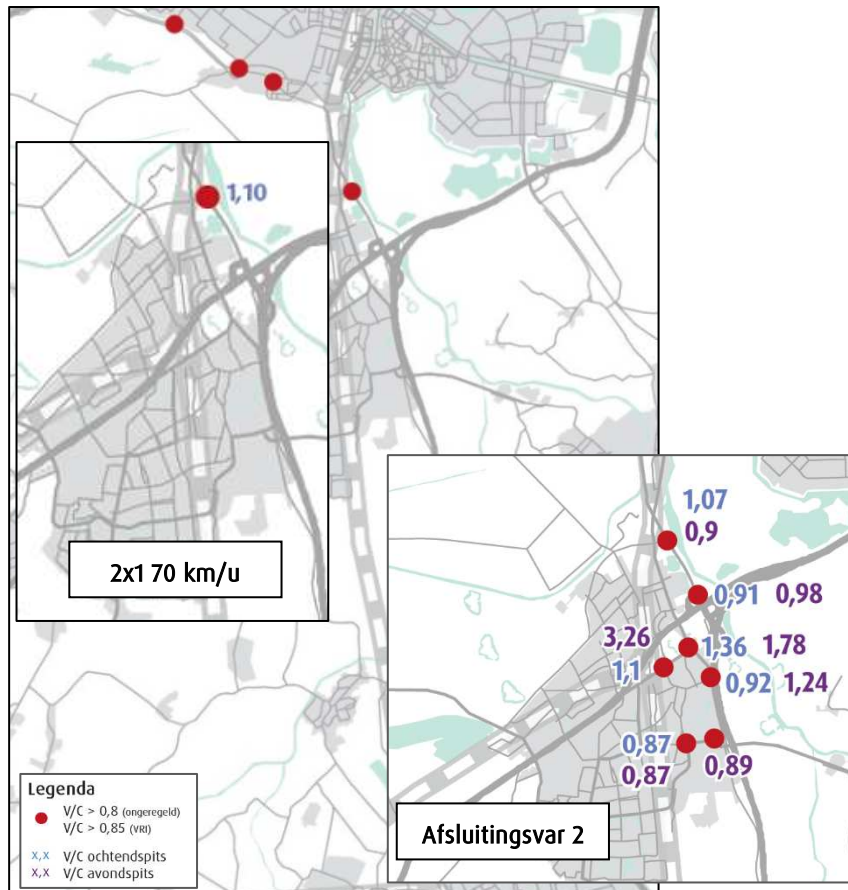 1,10
2x1 70 km/u
1,07
0,9
0,91 0,98
3,26
1,36 1,78
1,1
0,92 1,24
0,87
0,87 0,89
Afsluitingsvar 2
Legenda
V/C > 0,8 (ongeregeld)
V/C > 0,85 (VRI)
x,x V/C ochtendspits
x,x V/C avondspits